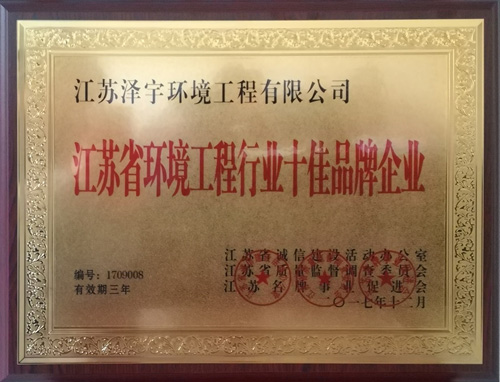 江苏泽宇环境工程有限公司
江苏省环境工程行业十佳品牌企业
编号:1709008
有效期三年
江苏省诚信建设活动办公室
江苏省质量监督调查委员会
江苏名牌事业促进会
二〇一七年十二月